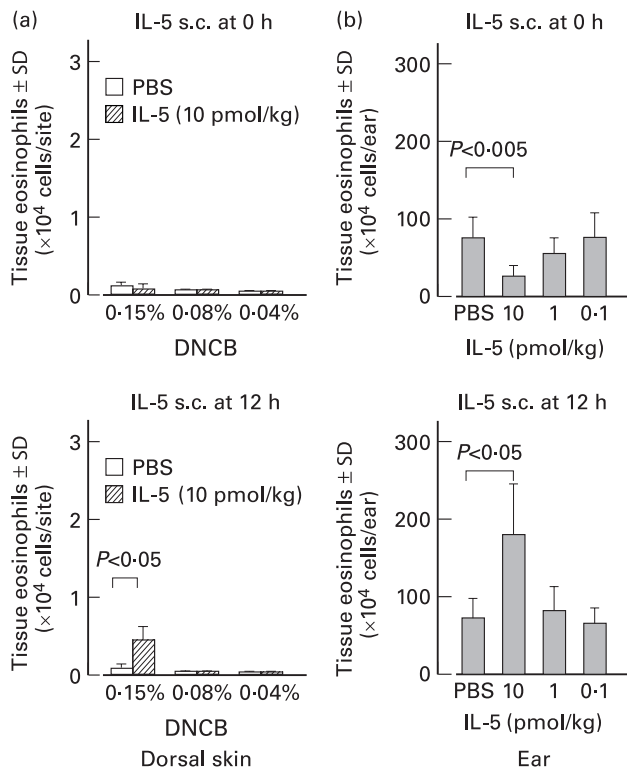 (a)
IL-5 s.c. at 0 h
Tissue eosinophils ± SD
(×10⁴ cells/site)
3
2
1
0
PBS
IL-5 (10 pmol/kg)
0·15% 0·08% 0·04%
DNCB
(b)
IL-5 s.c. at 0 h
Tissue eosinophils ± SD
(×10⁴ cells/ear)
300
200
100
0
P<0·005
PBS 10 1 0·1
IL-5 (pmol/kg)
IL-5 s.c. at 12 h
Tissue eosinophils ± SD
(×10⁴ cells/site)
3
2
1
0
PBS
IL-5 (10 pmol/kg)
P<0·05
0·15% 0·08% 0·04%
DNCB
Dorsal skin
IL-5 s.c. at 12 h
Tissue eosinophils ± SD
(×10⁴ cells/ear)
300
200
100
0
P<0·05
PBS 10 1 0·1
IL-5 (pmol/kg)
Ear